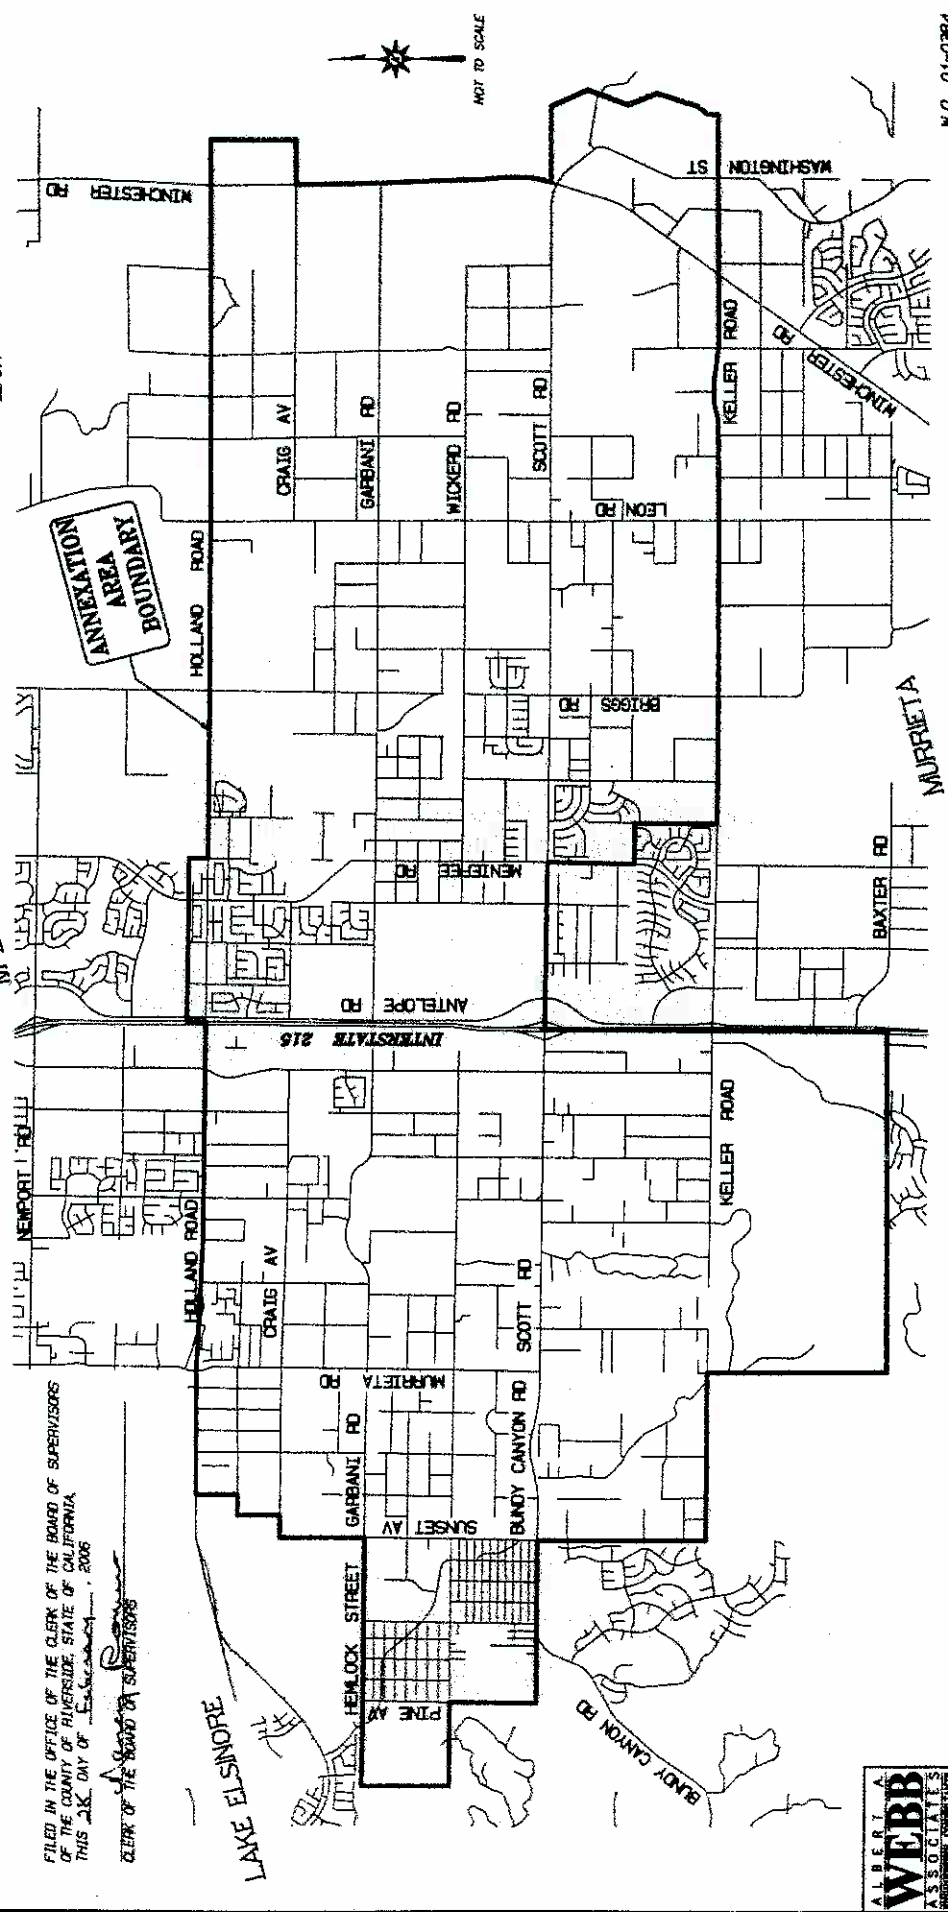 FILED IN THE OFFICE OF THE CLERK OF THE BOARD OF SUPERVISORS
OF THE COUNTY OF RIVERSIDE, STATE OF CALIFORNIA,
THIS DAY OF February, 2006
CLERK OF THE BOARD OF SUPERVISORS
NOT TO SCALE
ANNEXATION
AREA
BOUNDARY
NEWPORT RD
HOLLAND ROAD
HOLLAND ROAD
WINCHESTER RD
LAKE ELSINORE
CRAIG AV
CRAIG AV
INTERSTATE 215
ANTELOPE RD
MENIFEE RD
MURRIETA RD
GARBANI RD
GARBANI RD
HEMLOCK STREET
SUNSET AV
PINE AV
WICKERD RD
BUNDY CANYON RD
SCOTT RD
SCOTT RD
BRIGGS RD
LEON RD
WASHINGTON ST
BUNDY CANYON RD
KELLER ROAD
KELLER ROAD
WINCHESTER RD
BAXTER RD
MURRIETA
ALBERT A.
WEBB
ASSOCIATES